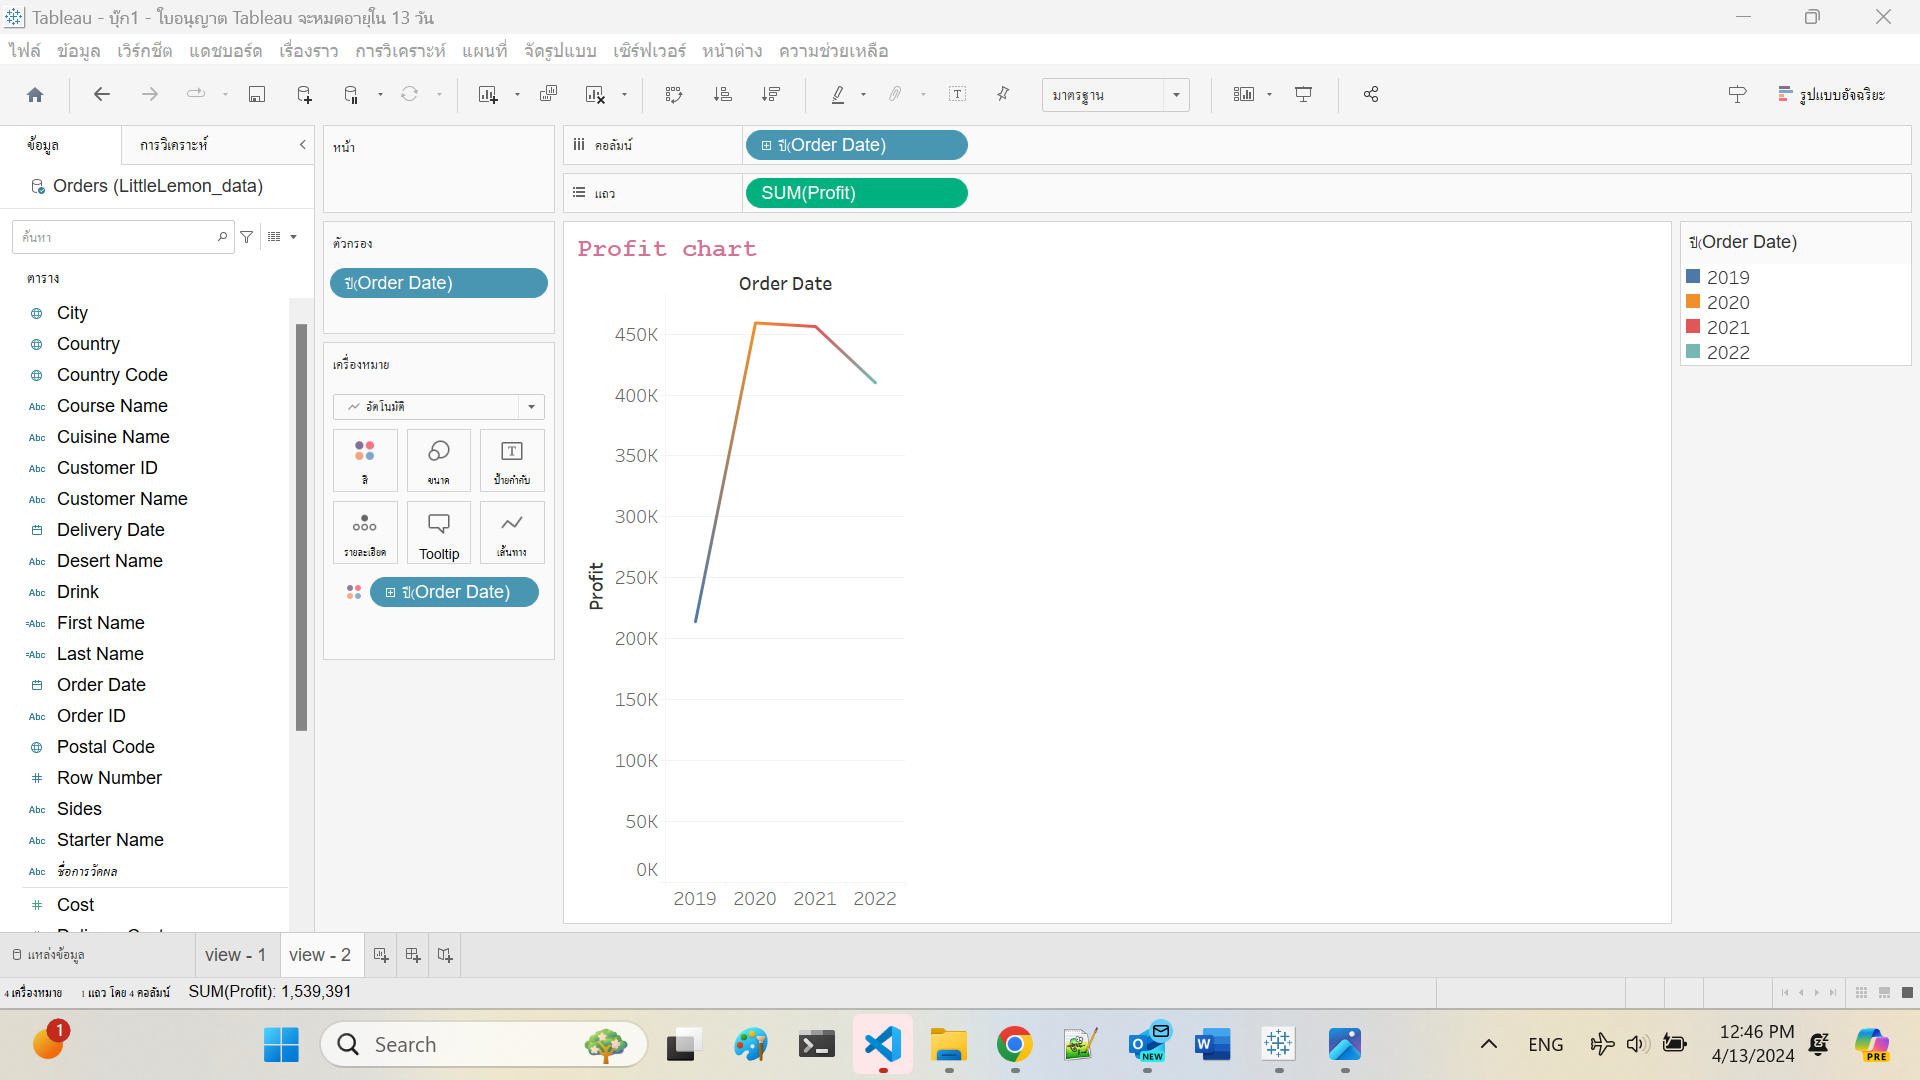 Tableau - บุ๊ก1 - ใบอนุญาต Tableau จะหมดอายุใน 13 วัน
ไฟล์ ข้อมูล เวิร์กชีต แดชบอร์ด เรื่องราว การวิเคราะห์ แผนที่ จัดรูปแบบ เซิร์ฟเวอร์ หน้าต่าง ความช่วยเหลือ
มาตรฐาน
รูปแบบอัจฉริยะ
ข้อมูล
การวิเคราะห์
Orders (LittleLemon_data)
ค้นหา
ตาราง
City
Country
Country Code
Abc Course Name
Abc Cuisine Name
Abc Customer ID
Abc Customer Name
Delivery Date
Abc Desert Name
Abc Drink
=Abc First Name
=Abc Last Name
Order Date
Abc Order ID
Postal Code
# Row Number
Abc Sides
Abc Starter Name
Abc ชื่อการวัดผล
# Cost
หน้า
ตัวกรอง
ปี(Order Date)
เครื่องหมาย
อัตโนมัติ
สี
ขนาด
ป้ายกำกับ
รายละเอียด
Tooltip
เส้นทาง
ปี(Order Date)
คอลัมน์
ปี(Order Date)
แถว
SUM(Profit)
Profit chart
Order Date
450K
400K
350K
300K
250K
200K
150K
100K
50K
0K
Profit
2019 2020 2021 2022
ปี(Order Date)
2019
2020
2021
2022
แหล่งข้อมูล
view - 1
view - 2
4 เครื่องหมาย
1 แถว โดย 4 คอลัมน์
SUM(Profit): 1,539,391
1
Search
NEW
ENG
12:46 PM
4/13/2024
PRE